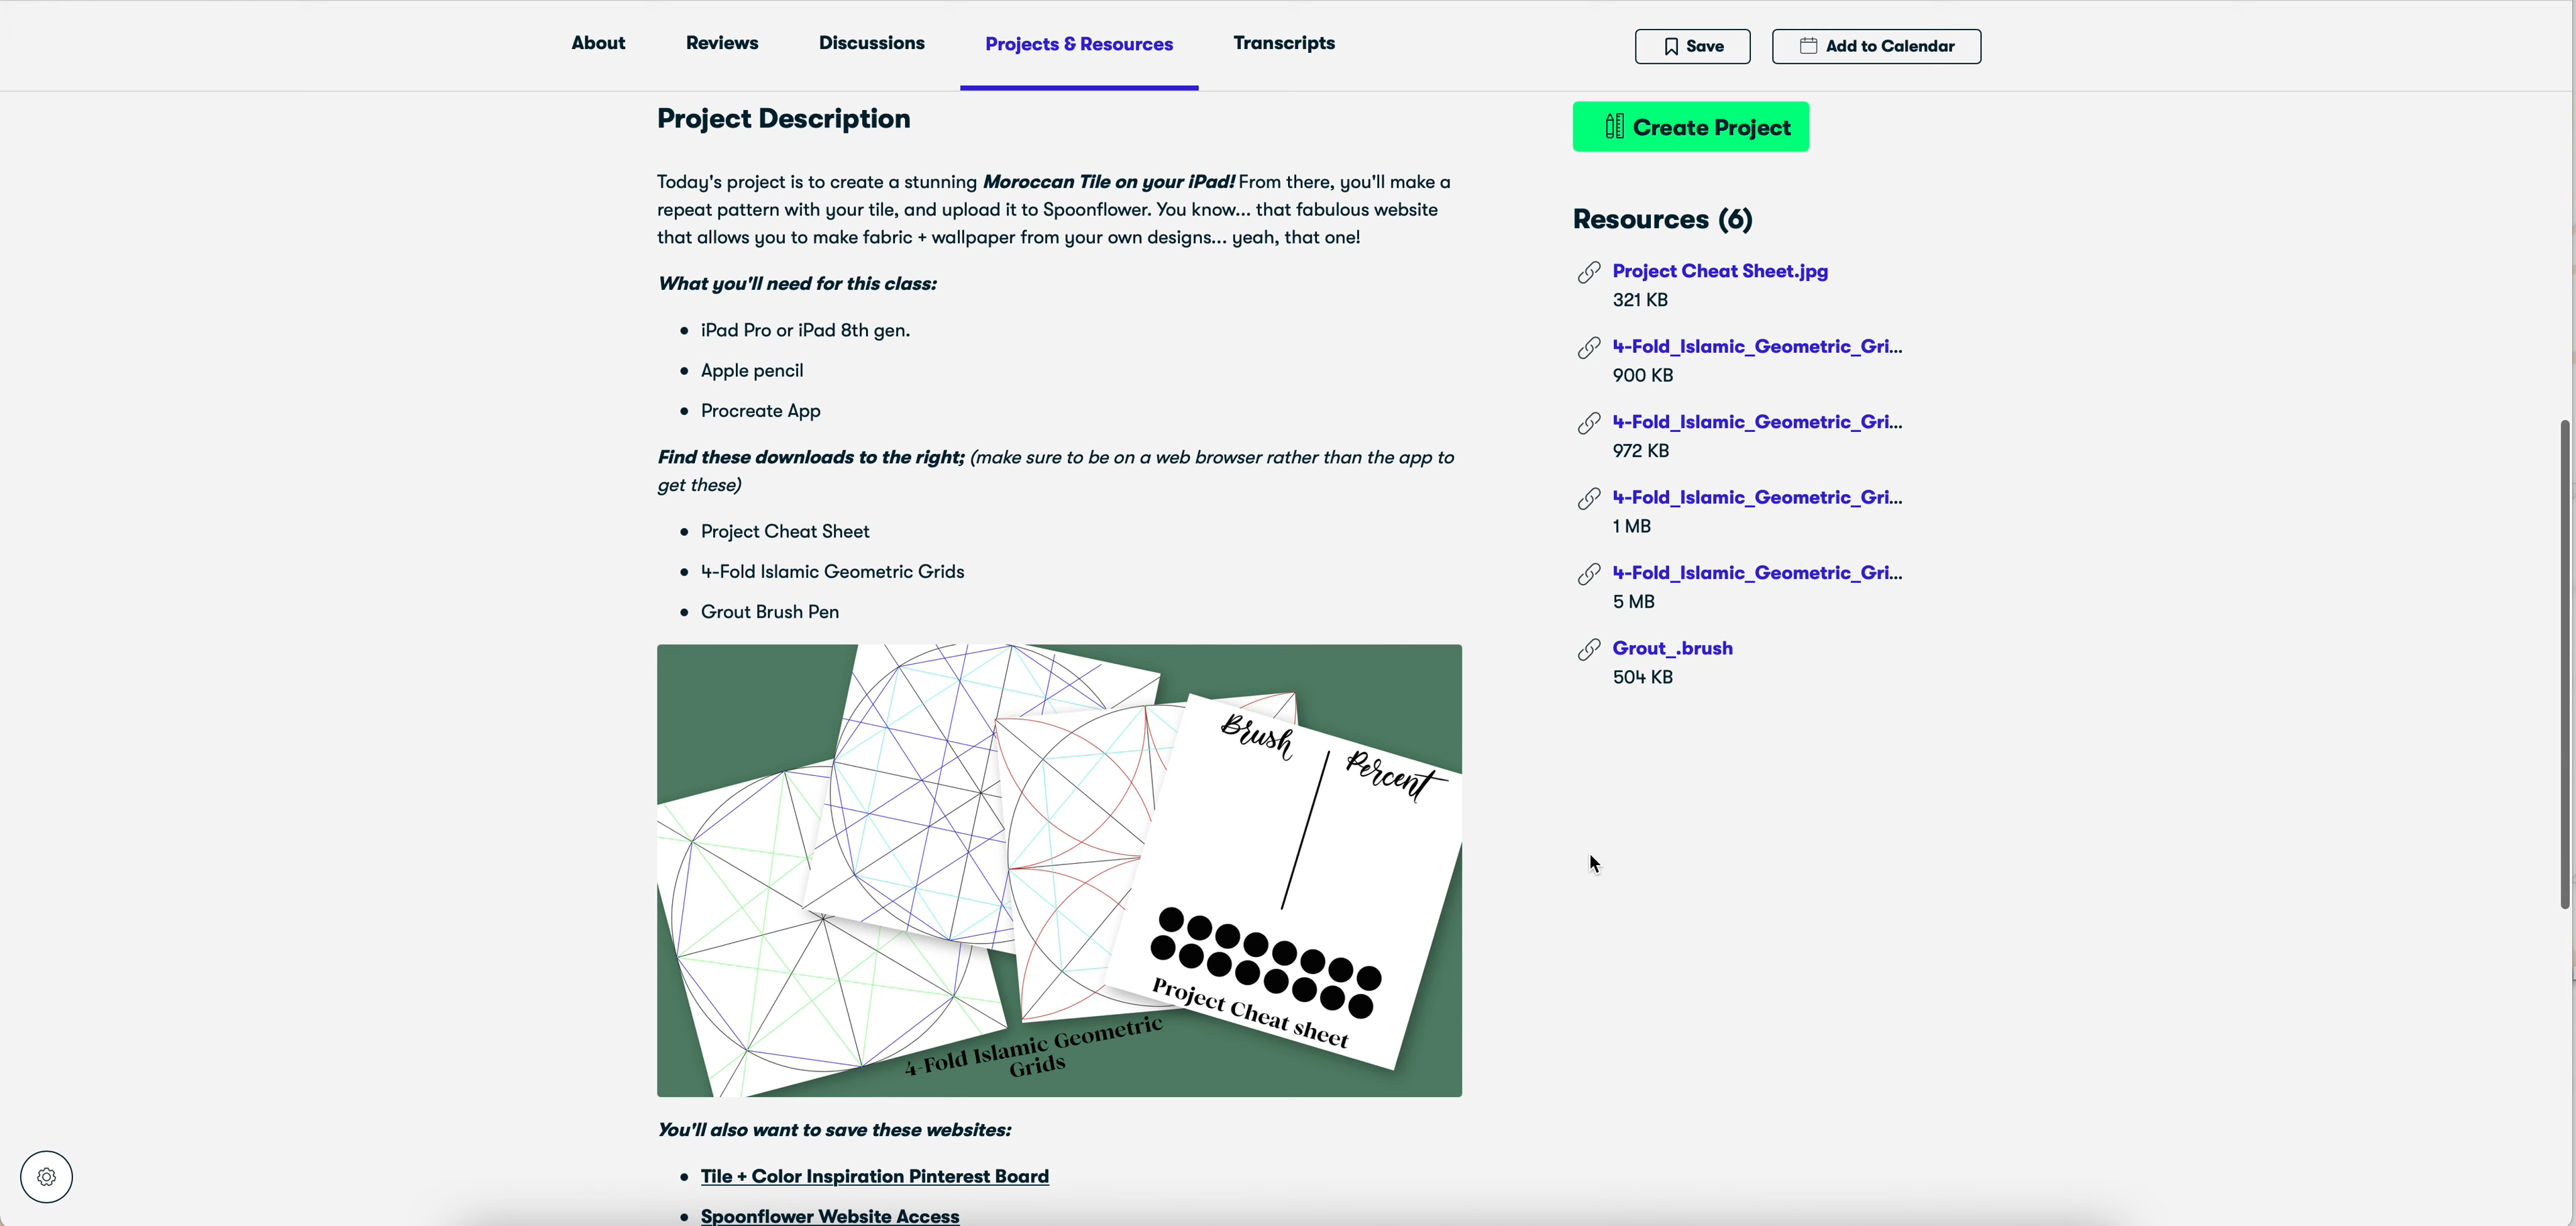 About
Reviews
Discussions
Projects & Resources
Transcripts
Save
Add to Calendar
Project Description
Today's project is to create a stunning Moroccan Tile on your iPad! From there, you'll make a
repeat pattern with your tile, and upload it to Spoonflower. You know... that fabulous website
that allows you to make fabric + wallpaper from your own designs... yeah, that one!
What you'll need for this class:
iPad Pro or iPad 8th gen.
Apple pencil
Procreate App
Find these downloads to the right; (make sure to be on a web browser rather than the app to
get these)
Project Cheat Sheet
4-Fold Islamic Geometric Grids
Grout Brush Pen
Brush
Percent
Project Cheat sheet
4-Fold Islamic Geometric
Grids
You'll also want to save these websites:
Tile + Color Inspiration Pinterest Board
Spoonflower Website Access
Create Project
Resources (6)
Project Cheat Sheet.jpg
321 KB
4-Fold_Islamic_Geometric_Gri...
900 KB
4-Fold_Islamic_Geometric_Gri...
972 KB
4-Fold_Islamic_Geometric_Gri...
1 MB
4-Fold_Islamic_Geometric_Gri...
5 MB
Grout_.brush
504 KB